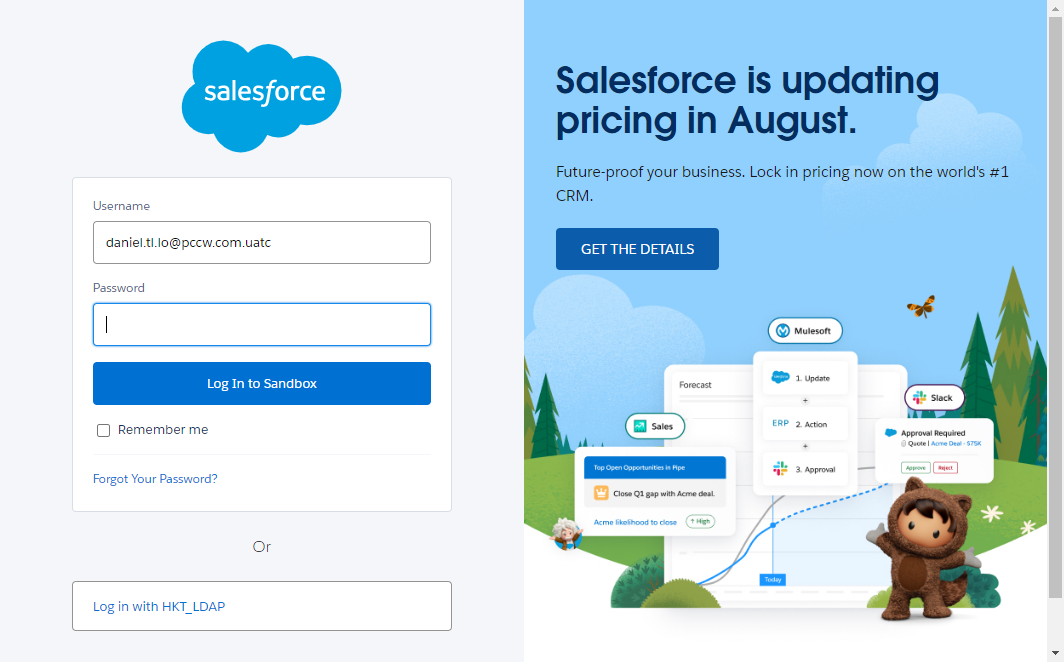 salesforce
Username
daniel.tl.lo@pccw.com.uatc
Password
Log In to Sandbox
Remember me
Forgot Your Password?
Or
Log in with HKT_LDAP
Salesforce is updating
pricing in August.
Future-proof your business. Lock in pricing now on the world's #1
CRM.
GET THE DETAILS
Mulesoft
Forecast
1. Update
+
ERP 2. Action
+
3. Approval
Slack
Approval Required
Quote | Acme Deal - $75K
Approve Reject
Sales
Top Open Opportunities in Pipe
Close Q1 gap with Acme deal.
Acme likelihood to close ↑ High
Today